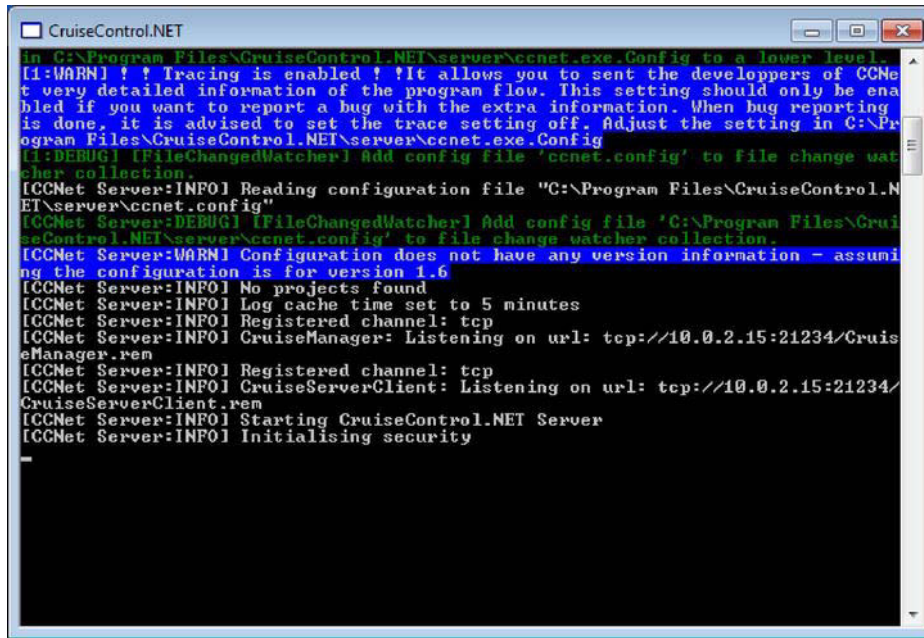 CruiseControl.NET
in C:\Program Files\CruiseControl.NET\server\ccnet.exe.Config to a lower level.
[1:WARN] ! ! Tracing is enabled ! !It allows you to sent the developpers of CCNe
t very detailed information of the program flow. This setting should only be ena
bled if you want to report a bug with the extra information. When bug reporting
is done, it is advised to set the trace setting off. Adjust the setting in C:\Pr
ogram Files\CruiseControl.NET\server\ccnet.exe.Config
[1:DEBUG] [FileChangedWatcher] Add config file 'ccnet.config' to file change wat
cher collection.
[CCNet Server:INFO] Reading configuration file "C:\Program Files\CruiseControl.N
ET\server\ccnet.config"
[CCNet Server:DEBUG] [FileChangedWatcher] Add config file 'C:\Program Files\Crui
seControl.NET\server\ccnet.config' to file change watcher collection.
[CCNet Server:WARN] Configuration does not have any version information - assumi
ng the configuration is for version 1.6
[CCNet Server:INFO] No projects found
[CCNet Server:INFO] Log cache time set to 5 minutes
[CCNet Server:INFO] Registered channel: tcp
[CCNet Server:INFO] CruiseManager: Listening on url: tcp://10.0.2.15:21234/Cruis
eManager.rem
[CCNet Server:INFO] Registered channel: tcp
[CCNet Server:INFO] CruiseServerClient: Listening on url: tcp://10.0.2.15:21234/
CruiseServerClient.rem
[CCNet Server:INFO] Starting CruiseControl.NET Server
[CCNet Server:INFO] Initialising security